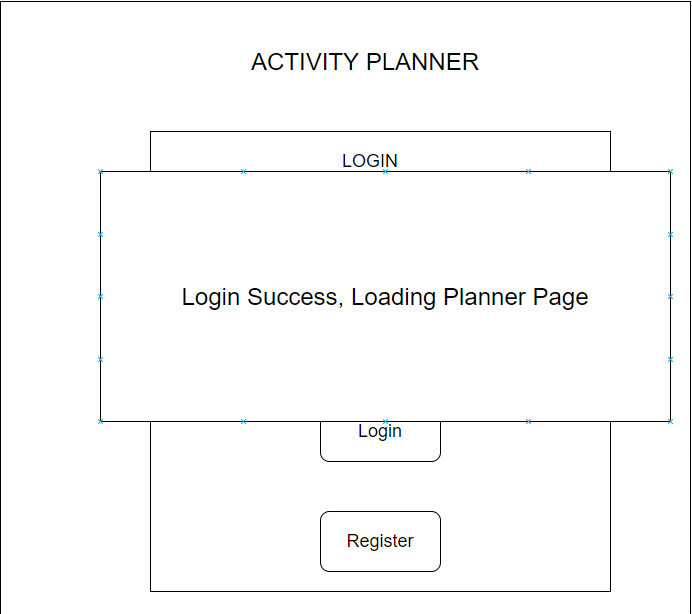 ACTIVITY PLANNER
LOGIN
Login Success, Loading Planner Page
Login
Register